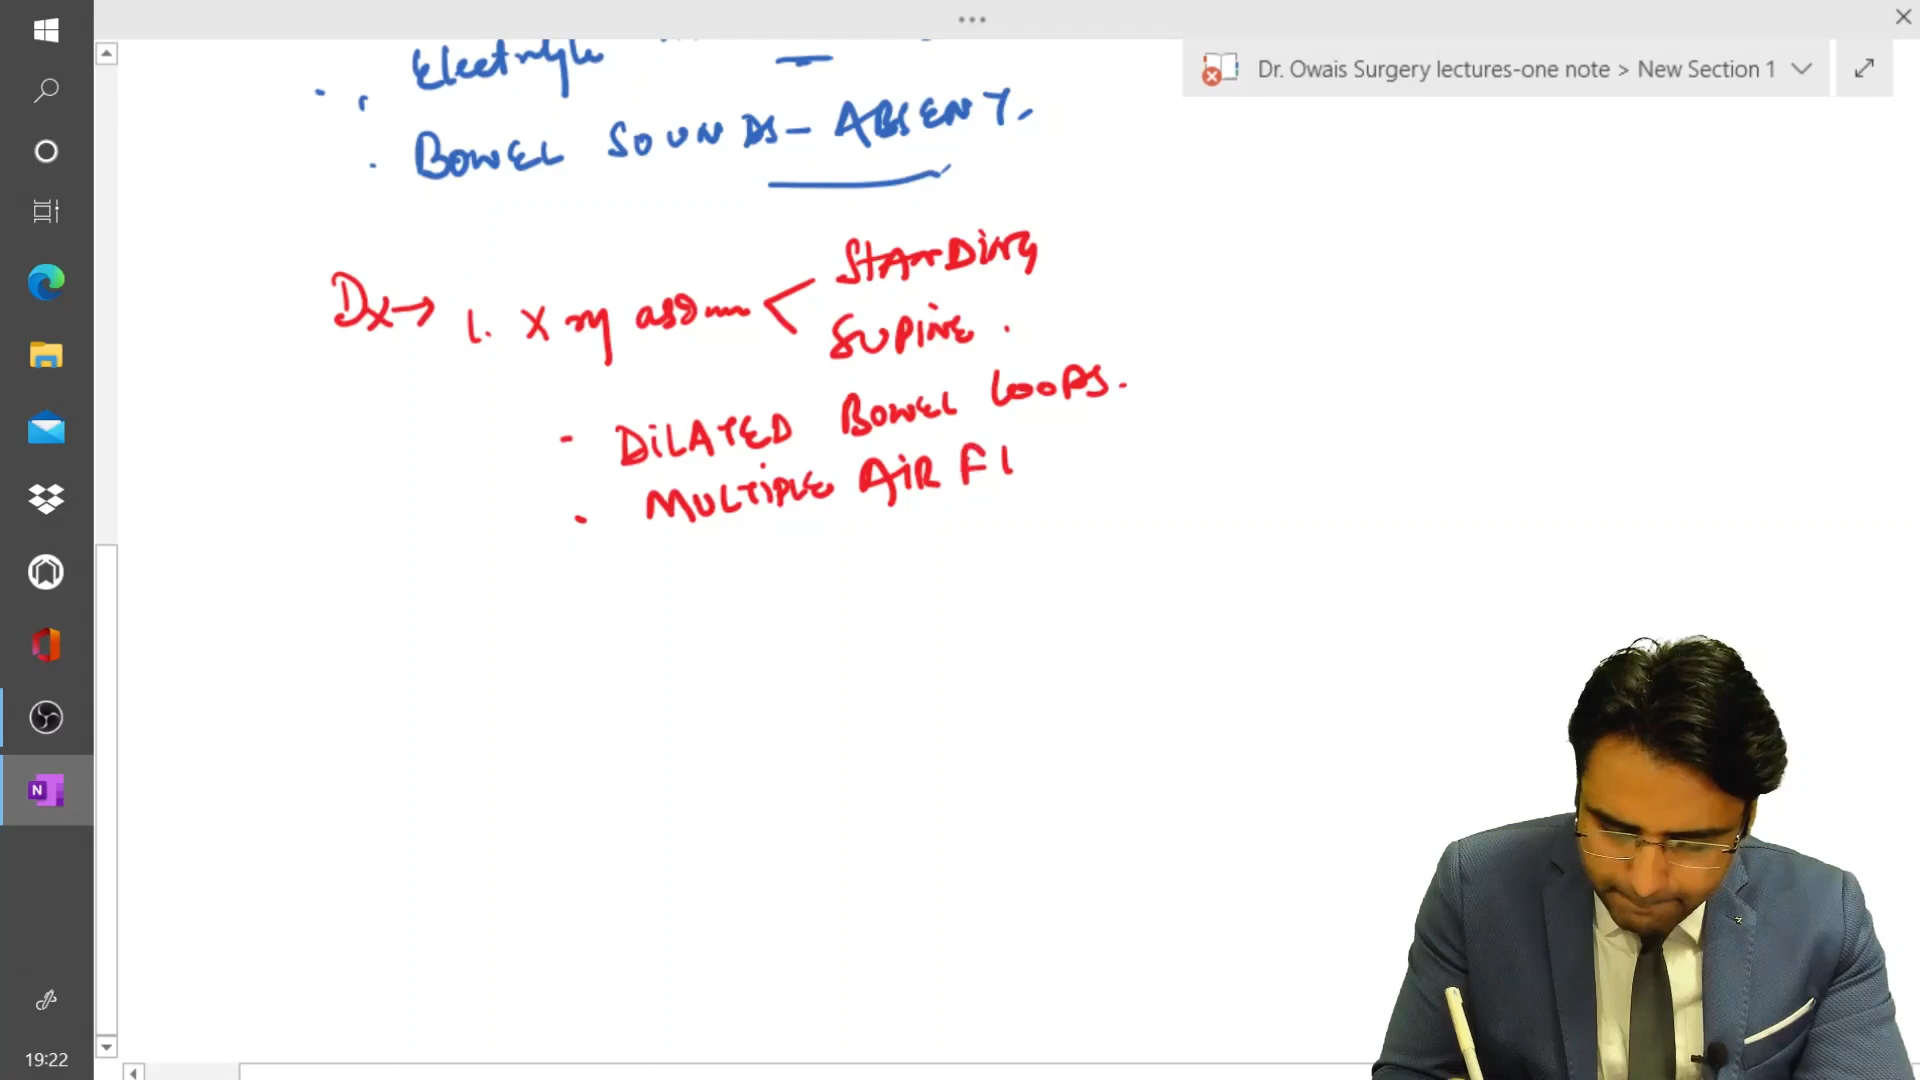 Dr. Owais Surgery lectures-one note > New Section 1
Electrolyte
BOWEL SOUNDS - ABSENT.
Dx → 1. X ray abdomen < STANDING
SUPINE.
- DILATED BOWEL LOOPS.
. MULTIPLE AIR FL
N
19:22